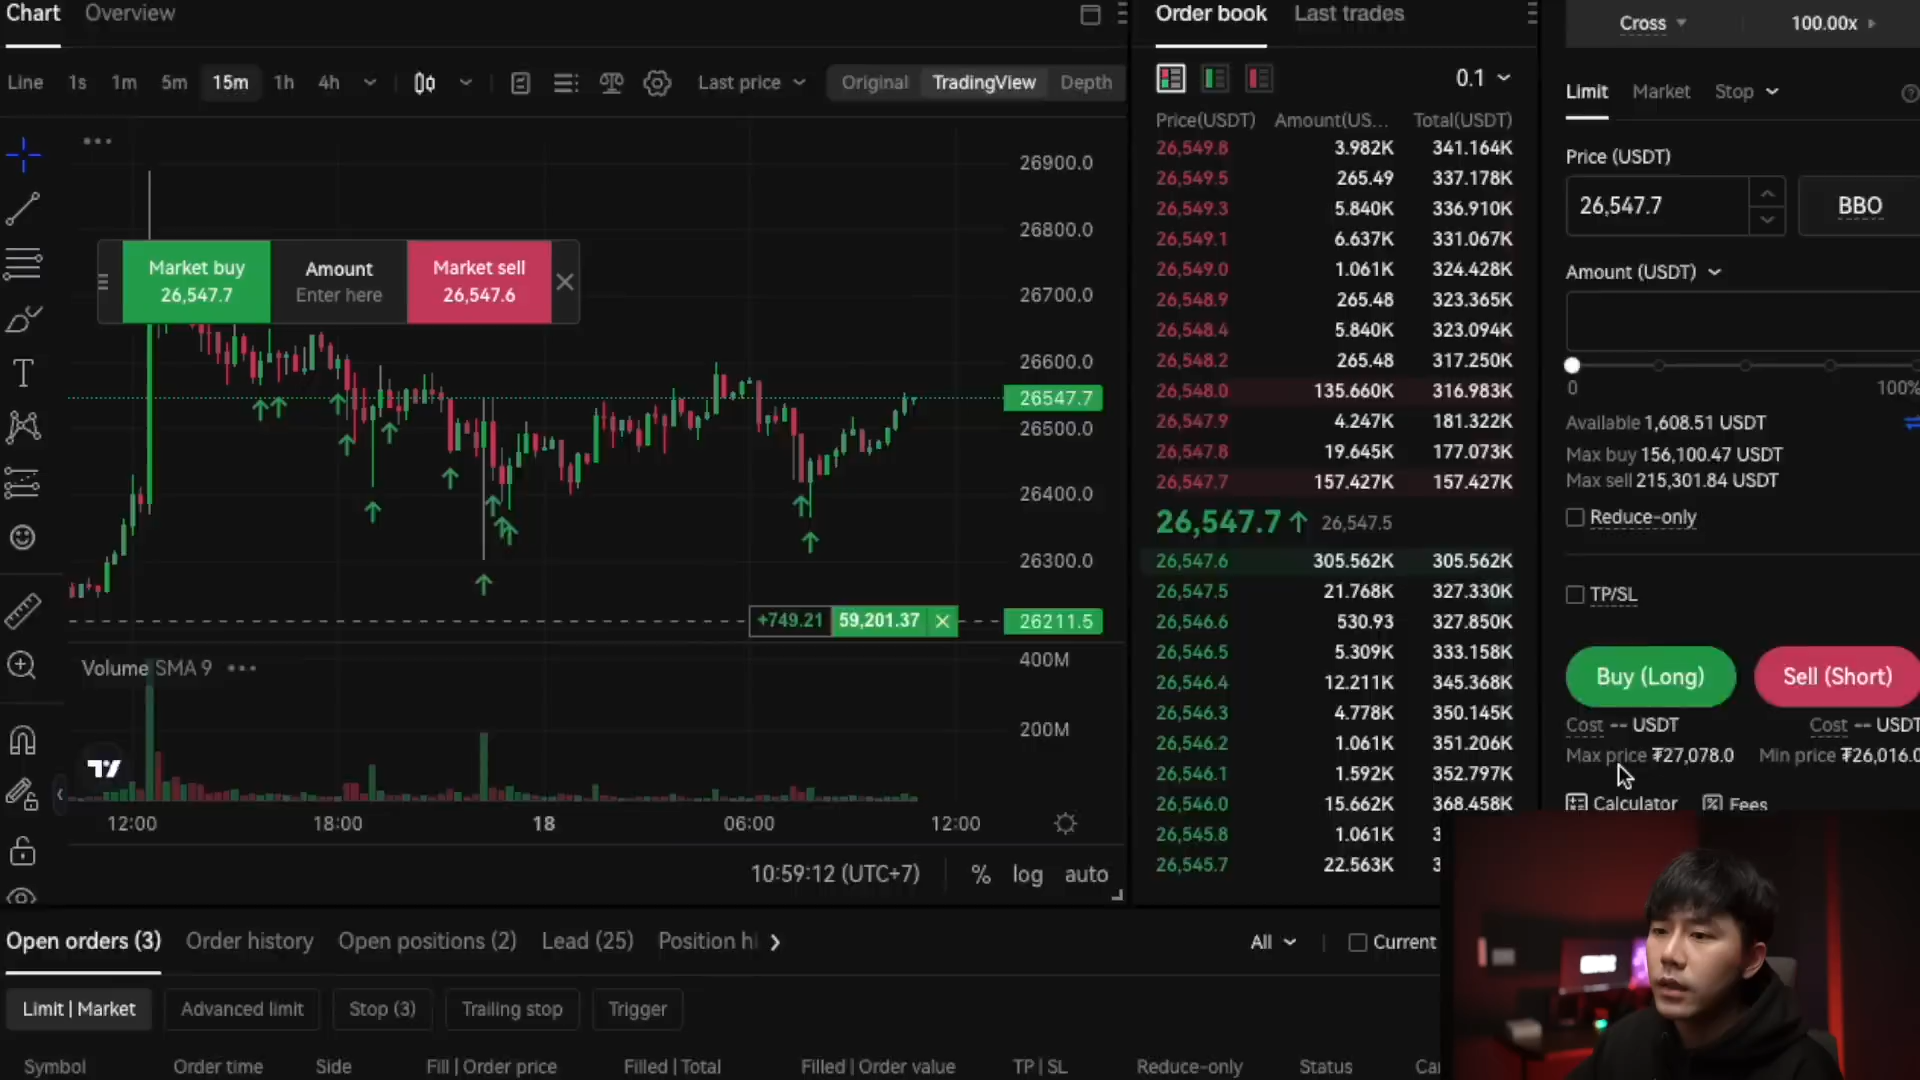 Chart Overview
Line 1s 1m 5m 15m 1h 4h Last price Original TradingView Depth
Market buy
26,547.7
Amount
Enter here
Market sell
26,547.6
26900.0
26800.0
26700.0
26600.0
26547.7
26500.0
26400.0
26300.0
+749.21 59,201.37 26211.5
Volume SMA 9
400M
200M
12:00 18:00 18 06:00 12:00
10:59:12 (UTC+7) % log auto
Order book Last trades
0.1
Price(USDT) Amount(US... Total(USDT)
26,549.8 3.982K 341.164K
26,549.5 265.49 337.178K
26,549.3 5.840K 336.910K
26,549.1 6.637K 331.067K
26,549.0 1.061K 324.428K
26,548.9 265.48 323.365K
26,548.4 5.840K 323.094K
26,548.2 265.48 317.250K
26,548.0 135.660K 316.983K
26,547.9 4.247K 181.322K
26,547.8 19.645K 177.073K
26,547.7 157.427K 157.427K
26,547.7 26,547.5
26,547.6 305.562K 305.562K
26,547.5 21.768K 327.330K
26,546.6 530.93 327.850K
26,546.5 5.309K 333.158K
26,546.4 12.211K 345.368K
26,546.3 4.778K 350.145K
26,546.2 1.061K 351.206K
26,546.1 1.592K 352.797K
26,546.0 15.662K 368.458K
26,545.8 1.061K 3
26,545.7 22.563K 3
Cross 100.00x
Limit Market Stop
Price (USDT)
26,547.7 BBO
Amount (USDT)
0 100%
Available 1,608.51 USDT
Max buy 156,100.47 USDT
Max sell 215,301.84 USDT
Reduce-only
TP/SL
Buy (Long) Sell (Short)
Cost -- USDT Cost -- USDT
Max price ₮27,078.0 Min price ₮26,016.0
Calculator Fees
Open orders (3) Order history Open positions (2) Lead (25) Position hi All Current
Limit | Market Advanced limit Stop (3) Trailing stop Trigger
Symbol Order time Side Fill | Order price Filled | Total Filled | Order value TP | SL Reduce-only Status Ca